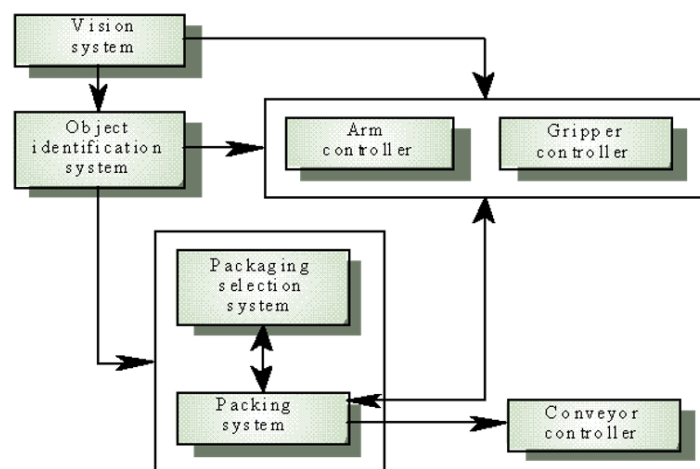 Vision
system
Object
identification
system
Arm
controller
Gripper
controller
Packaging
selection
system
Packing
system
Conveyor
controller